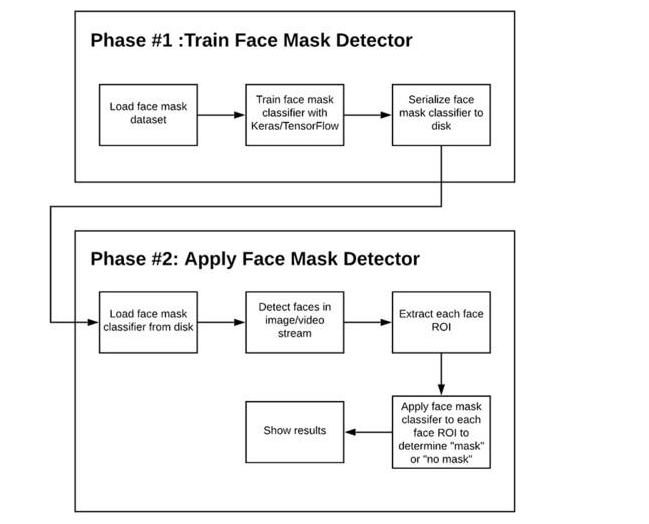 Phase #1 :Train Face Mask Detector
Load face mask
dataset
Train face mask
classifier with
Keras/TensorFlow
Serialize face
mask classifier to
disk
Phase #2: Apply Face Mask Detector
Load face mask
classifier from disk
Detect faces in
image/video
stream
Extract each face
ROI
Apply face mask
classifer to each
face ROI to
determine "mask"
or "no mask"
Show results